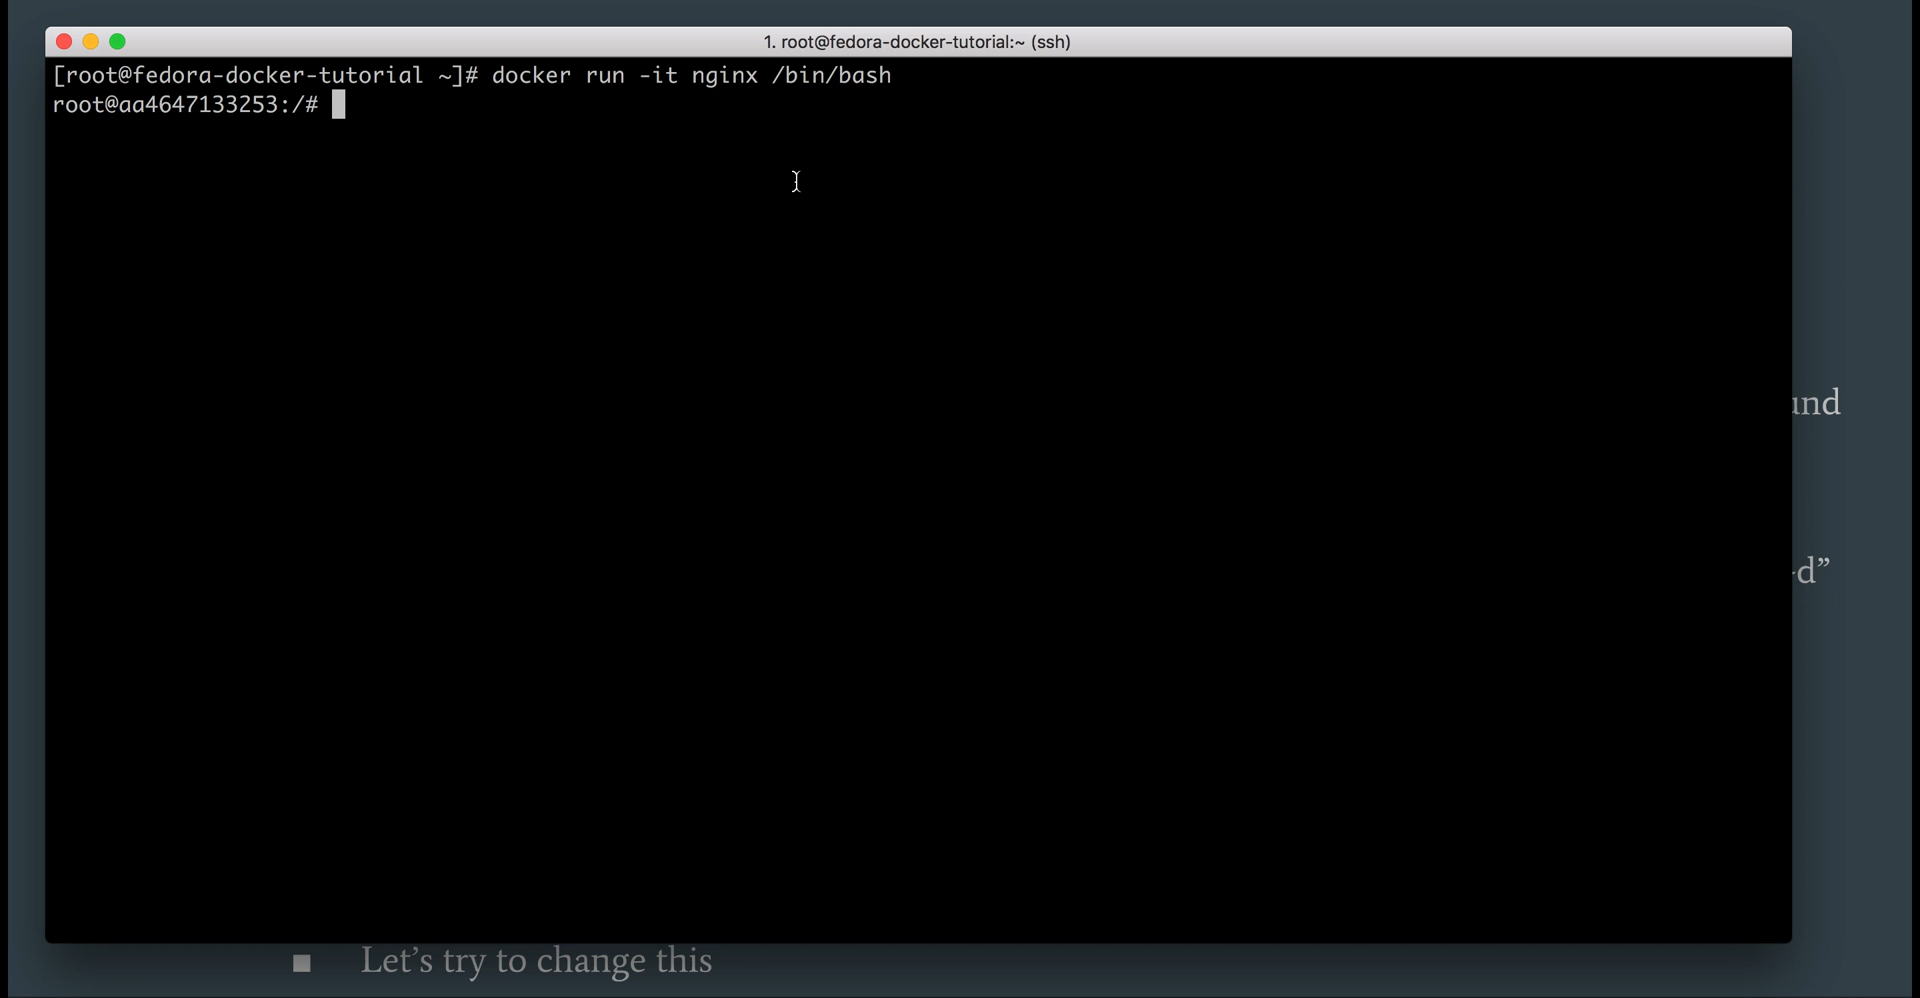 1. root@fedora-docker-tutorial:~ (ssh)
[root@fedora-docker-tutorial ~]# docker run -it nginx /bin/bash
root@aa4647133253:/#
-d”
Let’s try to change this